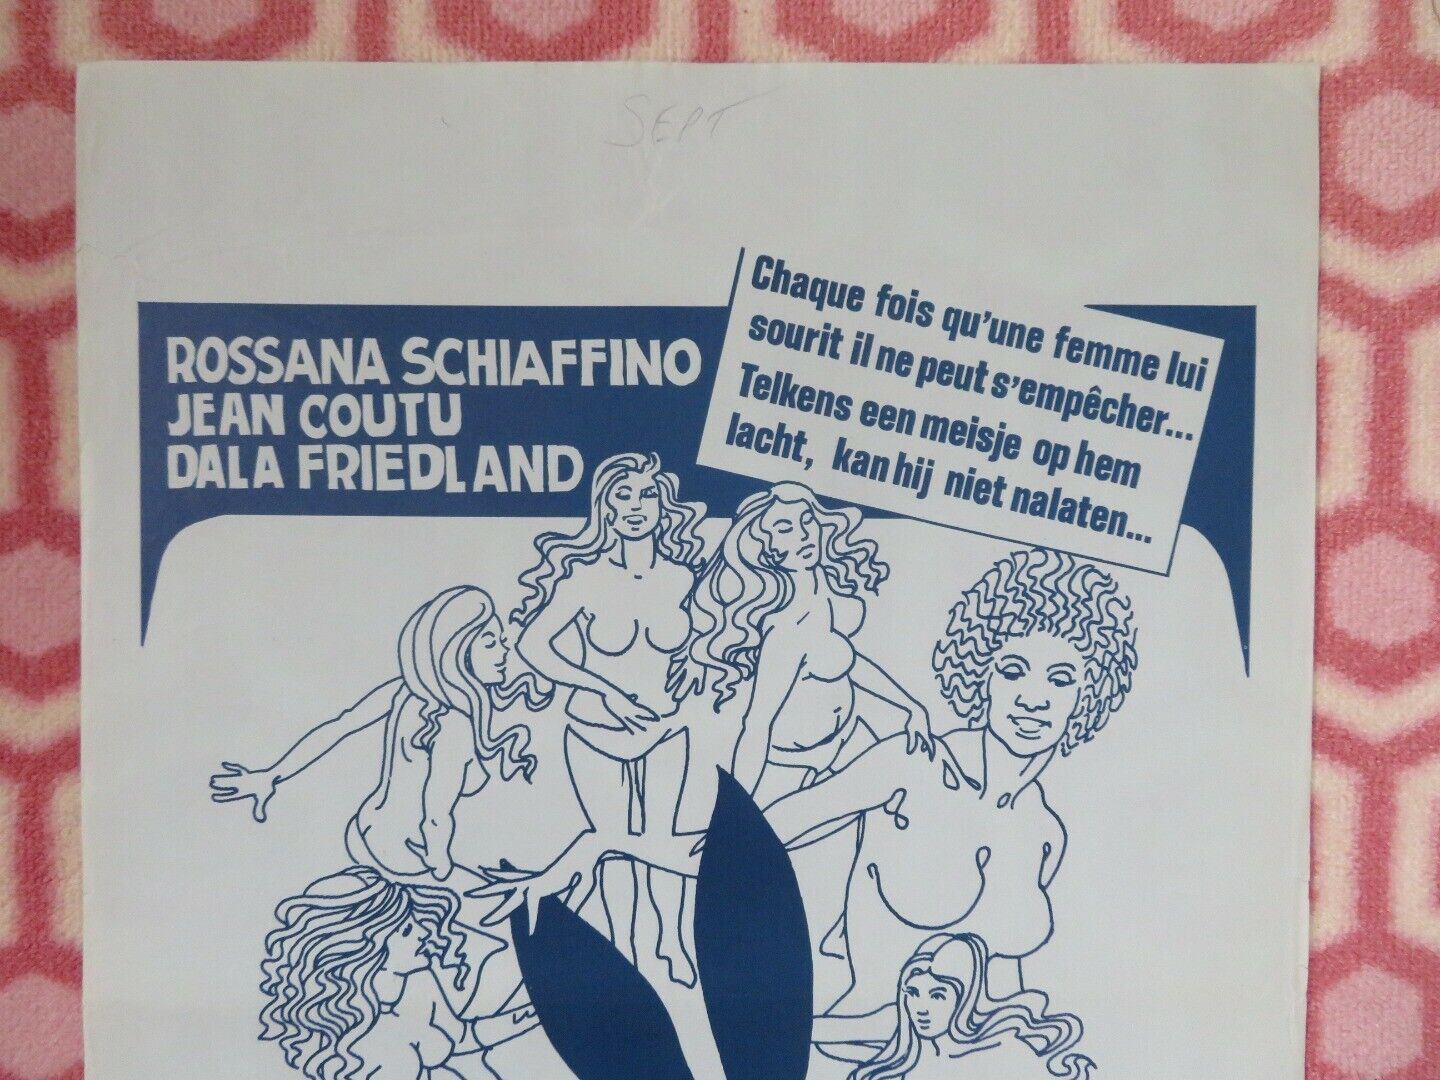 SEPT
ROSSANA SCHIAFFINO
JEAN COUTU
DALA FRIEDLAND
Chaque fois qu'une femme lui
sourit il ne peut s'empêcher...
Telkens een meisje op hem
lacht, kan hij niet nalaten...